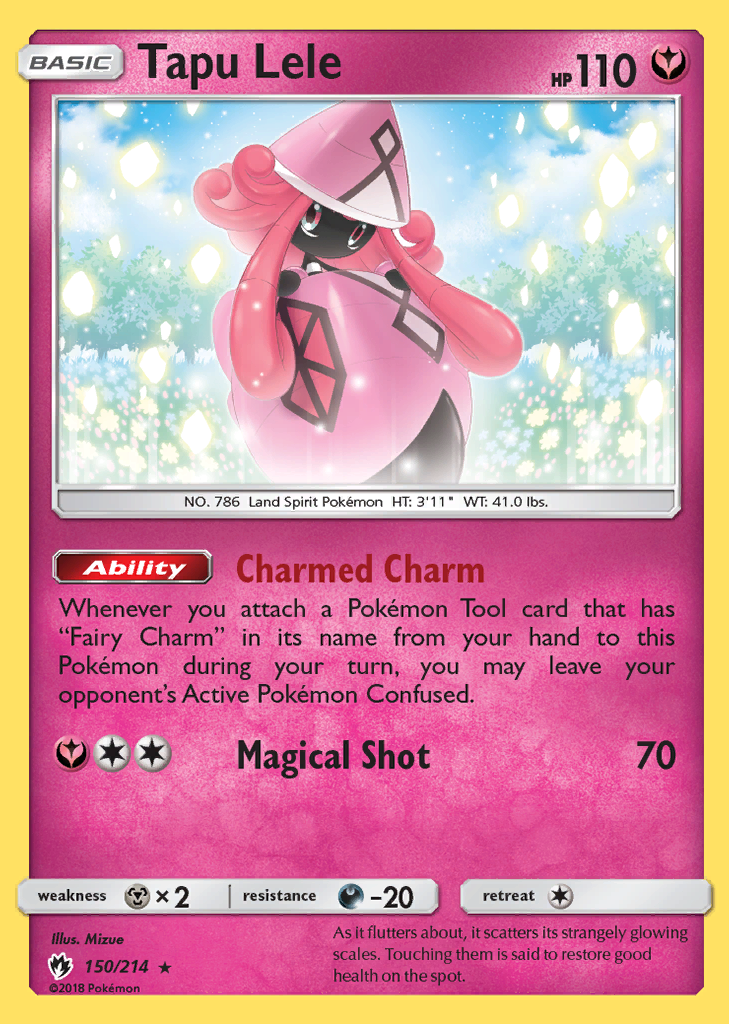 BASIC Tapu Lele HP 110
NO. 786 Land Spirit Pokémon HT: 3'11" WT: 41.0 lbs.
Ability Charmed Charm
Whenever you attach a Pokémon Tool card that has
“Fairy Charm” in its name from your hand to this
Pokémon during your turn, you may leave your
opponent’s Active Pokémon Confused.
Magical Shot 70
weakness ×2 resistance -20 retreat
Illus. Mizue
150/214
©2018 Pokémon
As it flutters about, it scatters its strangely glowing
scales. Touching them is said to restore good
health on the spot.